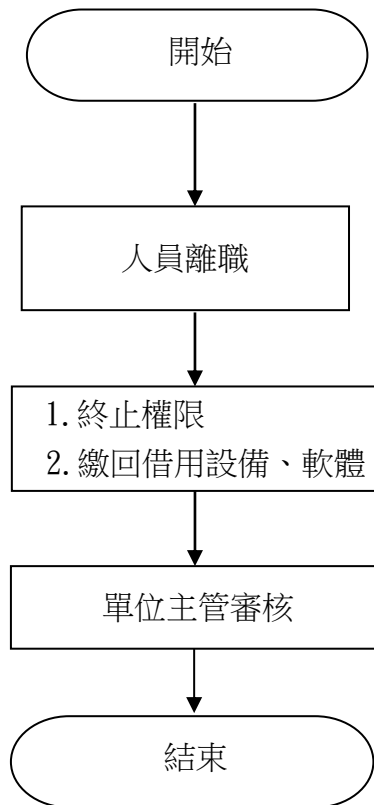 開始
人員離職
1.終止權限
2.繳回借用設備、軟體
單位主管審核
結束